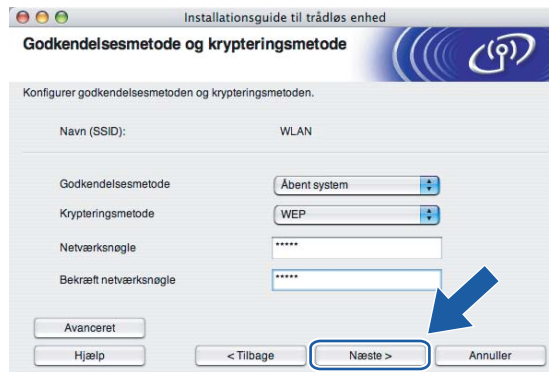 Installationsguide til trådløs enhed
Godkendelsesmetode og krypteringsmetode
Konfigurer godkendelsesmetoden og krypteringsmetoden.
Navn (SSID): WLAN
Godkendelsesmetode Åbent system
Krypteringsmetode WEP
Netværksnøgle *****
Bekræft netværksnøgle *****
Avanceret
Hjælp < Tilbage Næste > Annuller